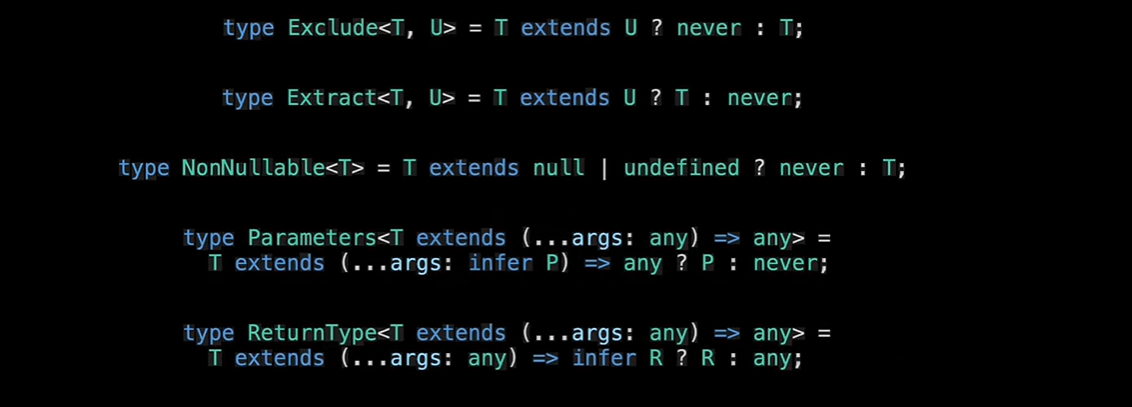 type Exclude<T, U> = T extends U ? never : T;
type Extract<T, U> = T extends U ? T : never;
type NonNullable<T> = T extends null | undefined ? never : T;
type Parameters<T extends (...args: any) => any> =
T extends (...args: infer P) => any ? P : never;
type ReturnType<T extends (...args: any) => any> =
T extends (...args: any) => infer R ? R : any;